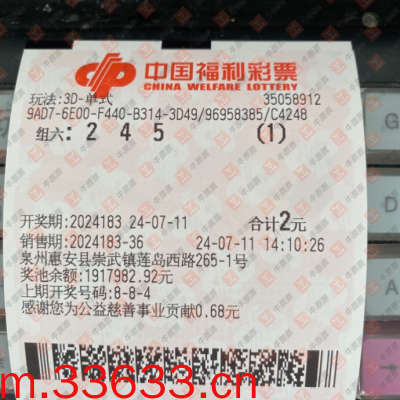 中国福利彩票
CHINA WELFARE LOTTERY
玩法:3D-单式 35058912
9AD7-6E00-F440-B314-3D49/96958385/C4248
组六: 2 4 5 (1)
开奖期:2024183 24-07-11 合计2元
销售期:2024183-36 24-07-11 14:10:26
泉州惠安县崇武镇莲岛西路265-1号
奖池余额:1917982.92元
上期开奖号码:8-8-4
感谢您为公益慈善事业贡献0.68元
m.33633.cn